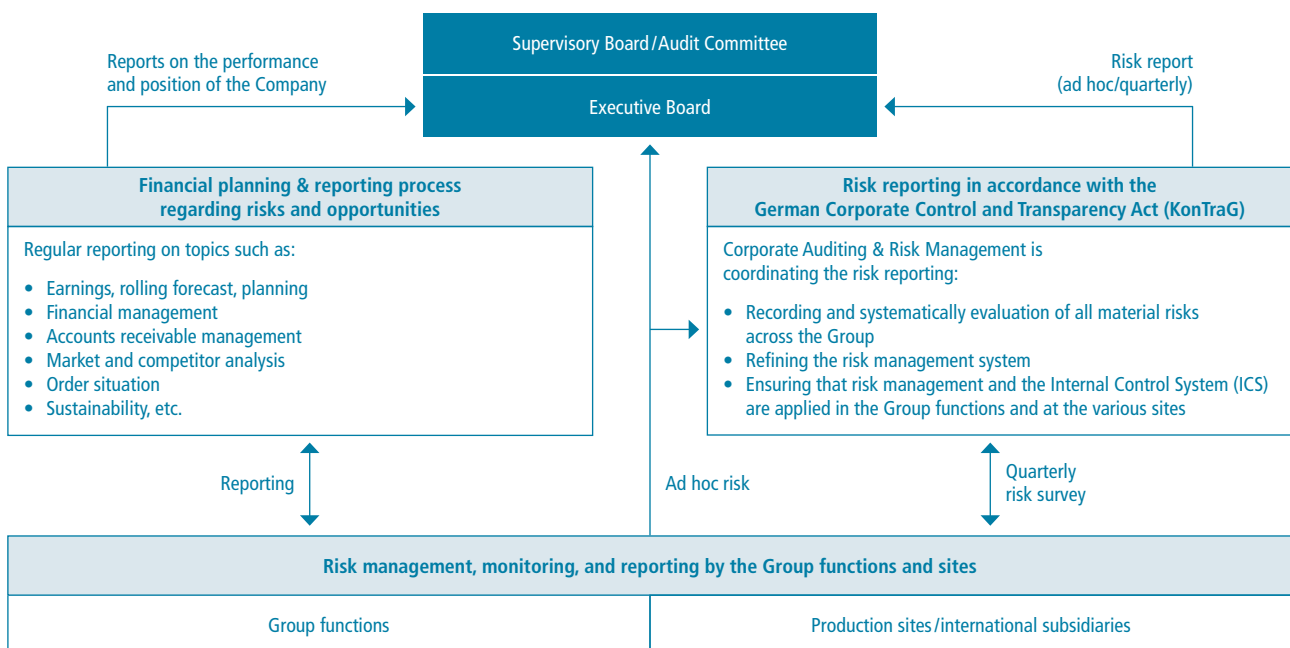 Supervisory Board/Audit Committee
Executive Board
Reports on the performance
and position of the Company
Risk report
(ad hoc/quarterly)
Financial planning & reporting process
regarding risks and opportunities
Regular reporting on topics such as:
• Earnings, rolling forecast, planning
• Financial management
• Accounts receivable management
• Market and competitor analysis
• Order situation
• Sustainability, etc.
Risk reporting in accordance with the
German Corporate Control and Transparency Act (KonTraG)
Corporate Auditing & Risk Management is
coordinating the risk reporting:
• Recording and systematically evaluation of all material risks
across the Group
• Refining the risk management system
• Ensuring that risk management and the Internal Control System (ICS)
are applied in the Group functions and at the various sites
Reporting
Ad hoc risk
Quarterly
risk survey
Risk management, monitoring, and reporting by the Group functions and sites
Group functions
Production sites/international subsidiaries